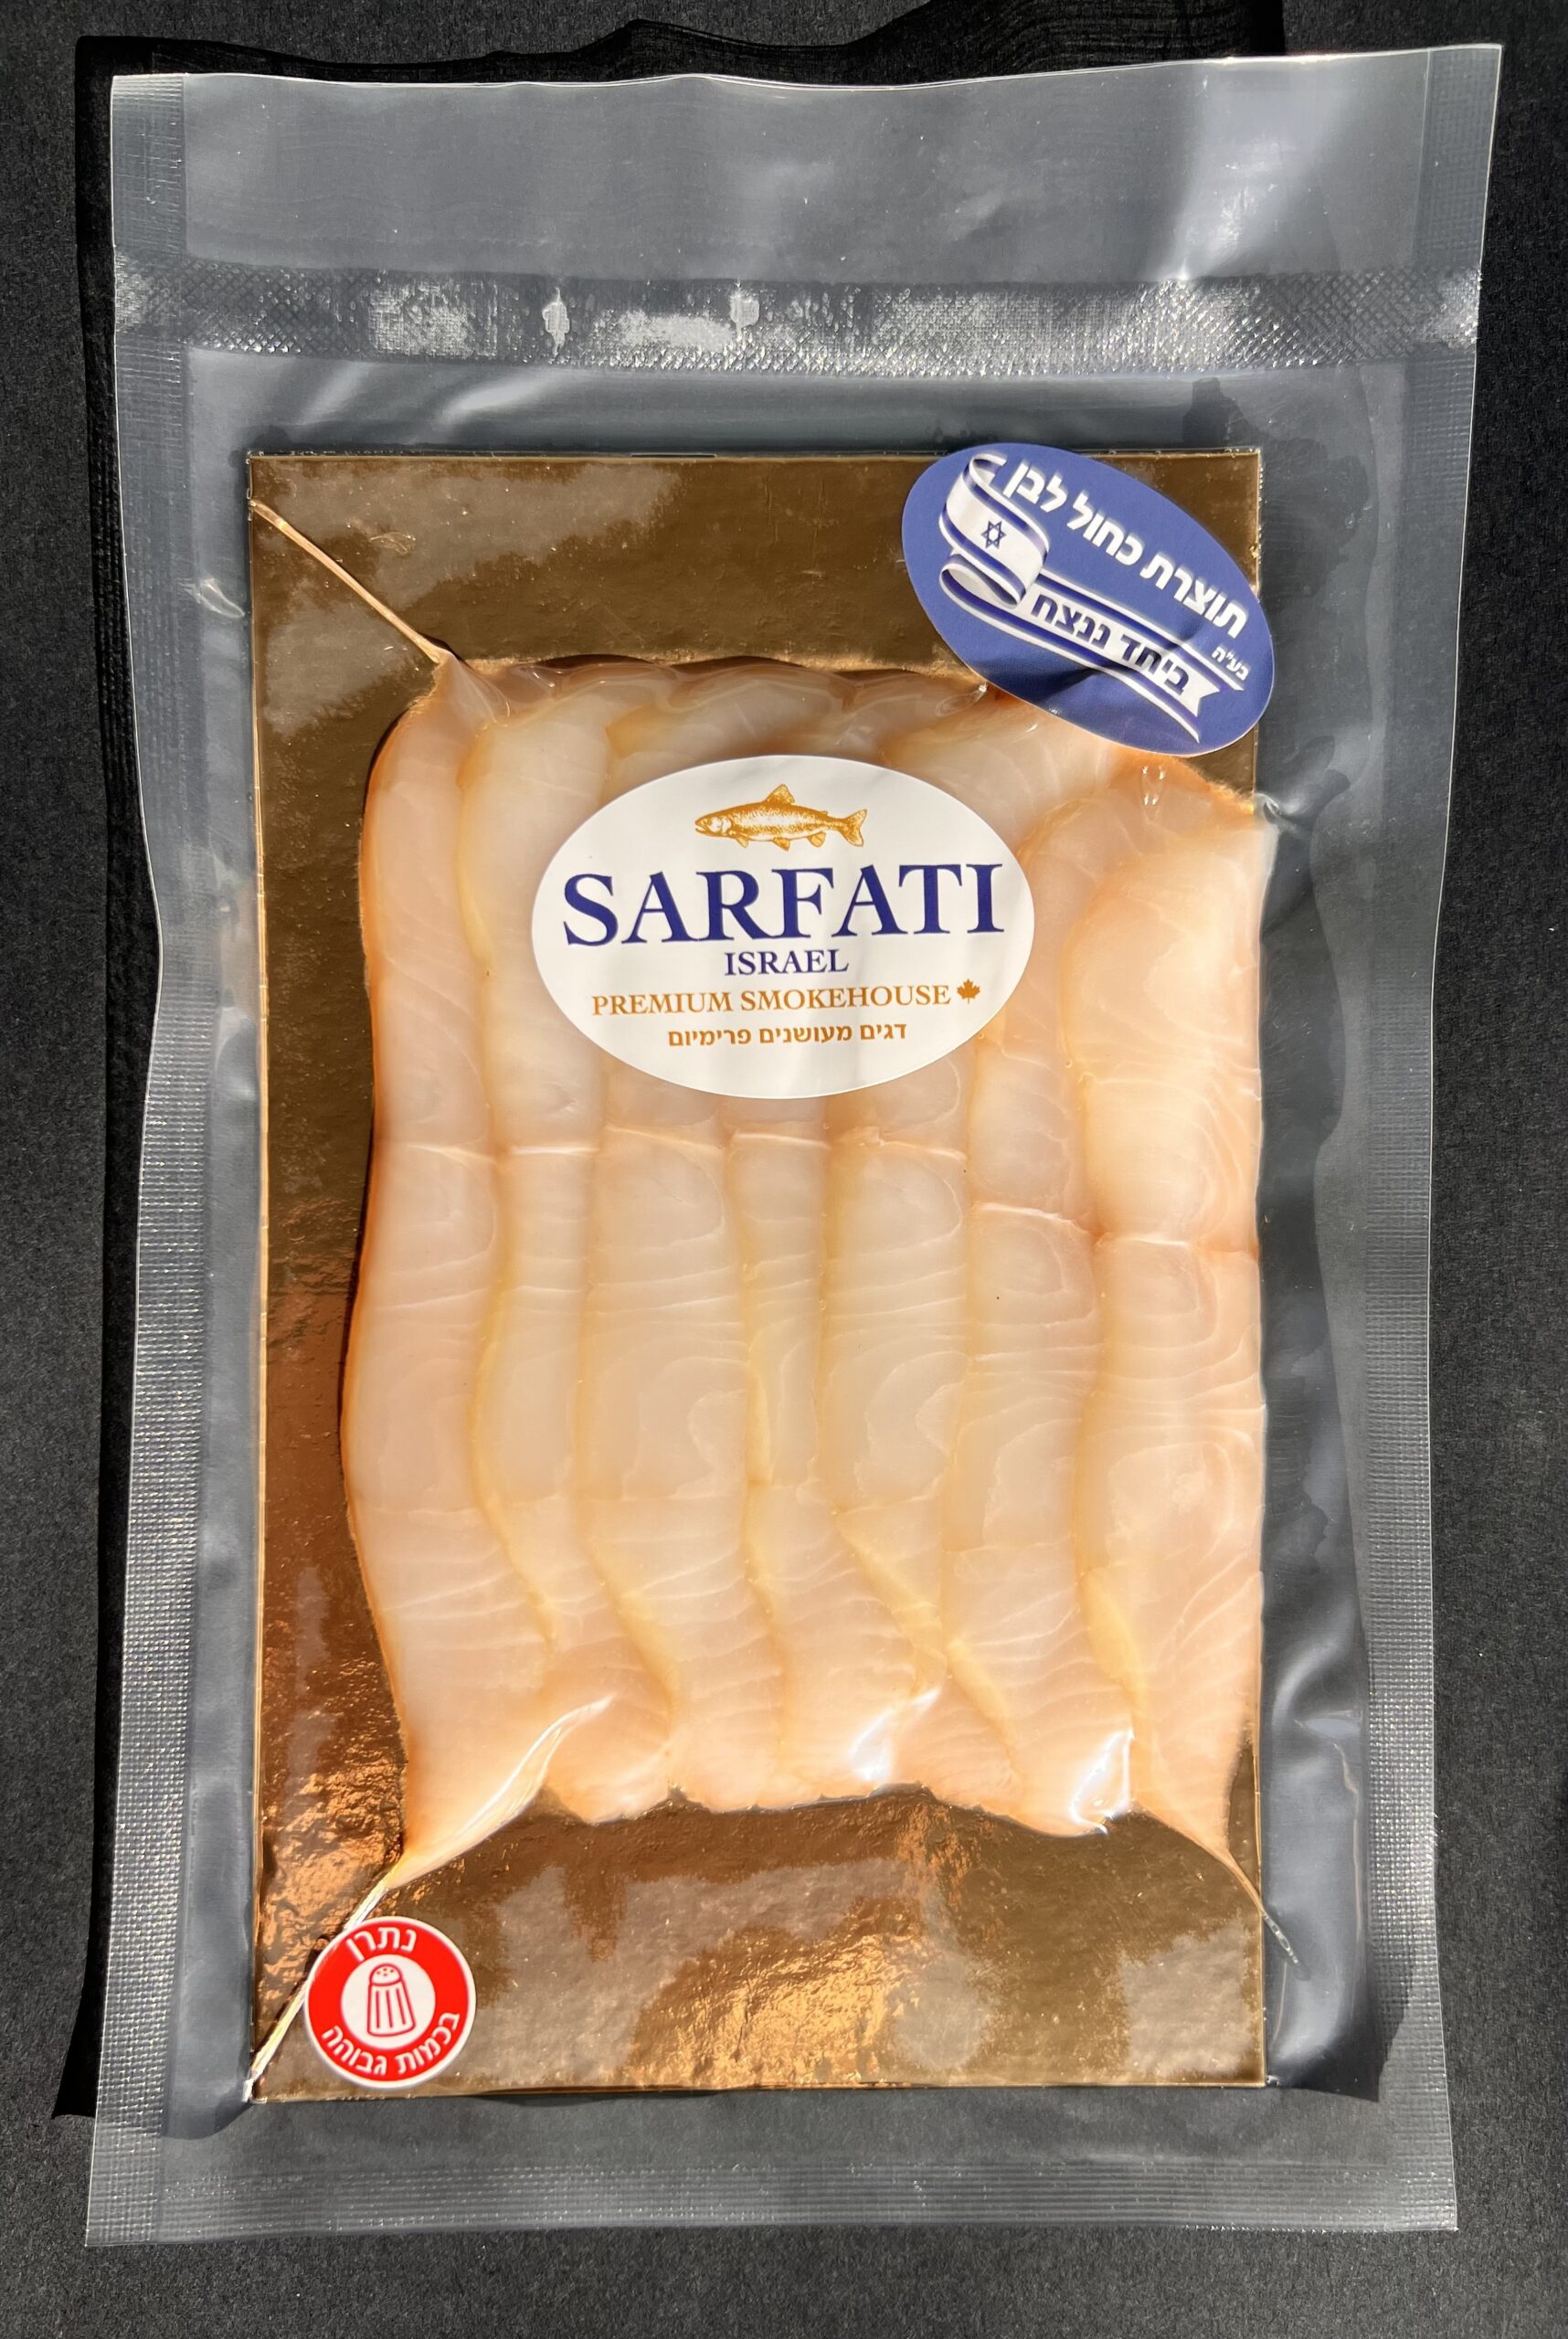 תוצרת כחול לבן
בע"ה
ביחד ננצח
SARFATI
ISRAEL
PREMIUM SMOKEHOUSE
דגים מעושנים פרימיום
נתרן
בכמות גבוהה